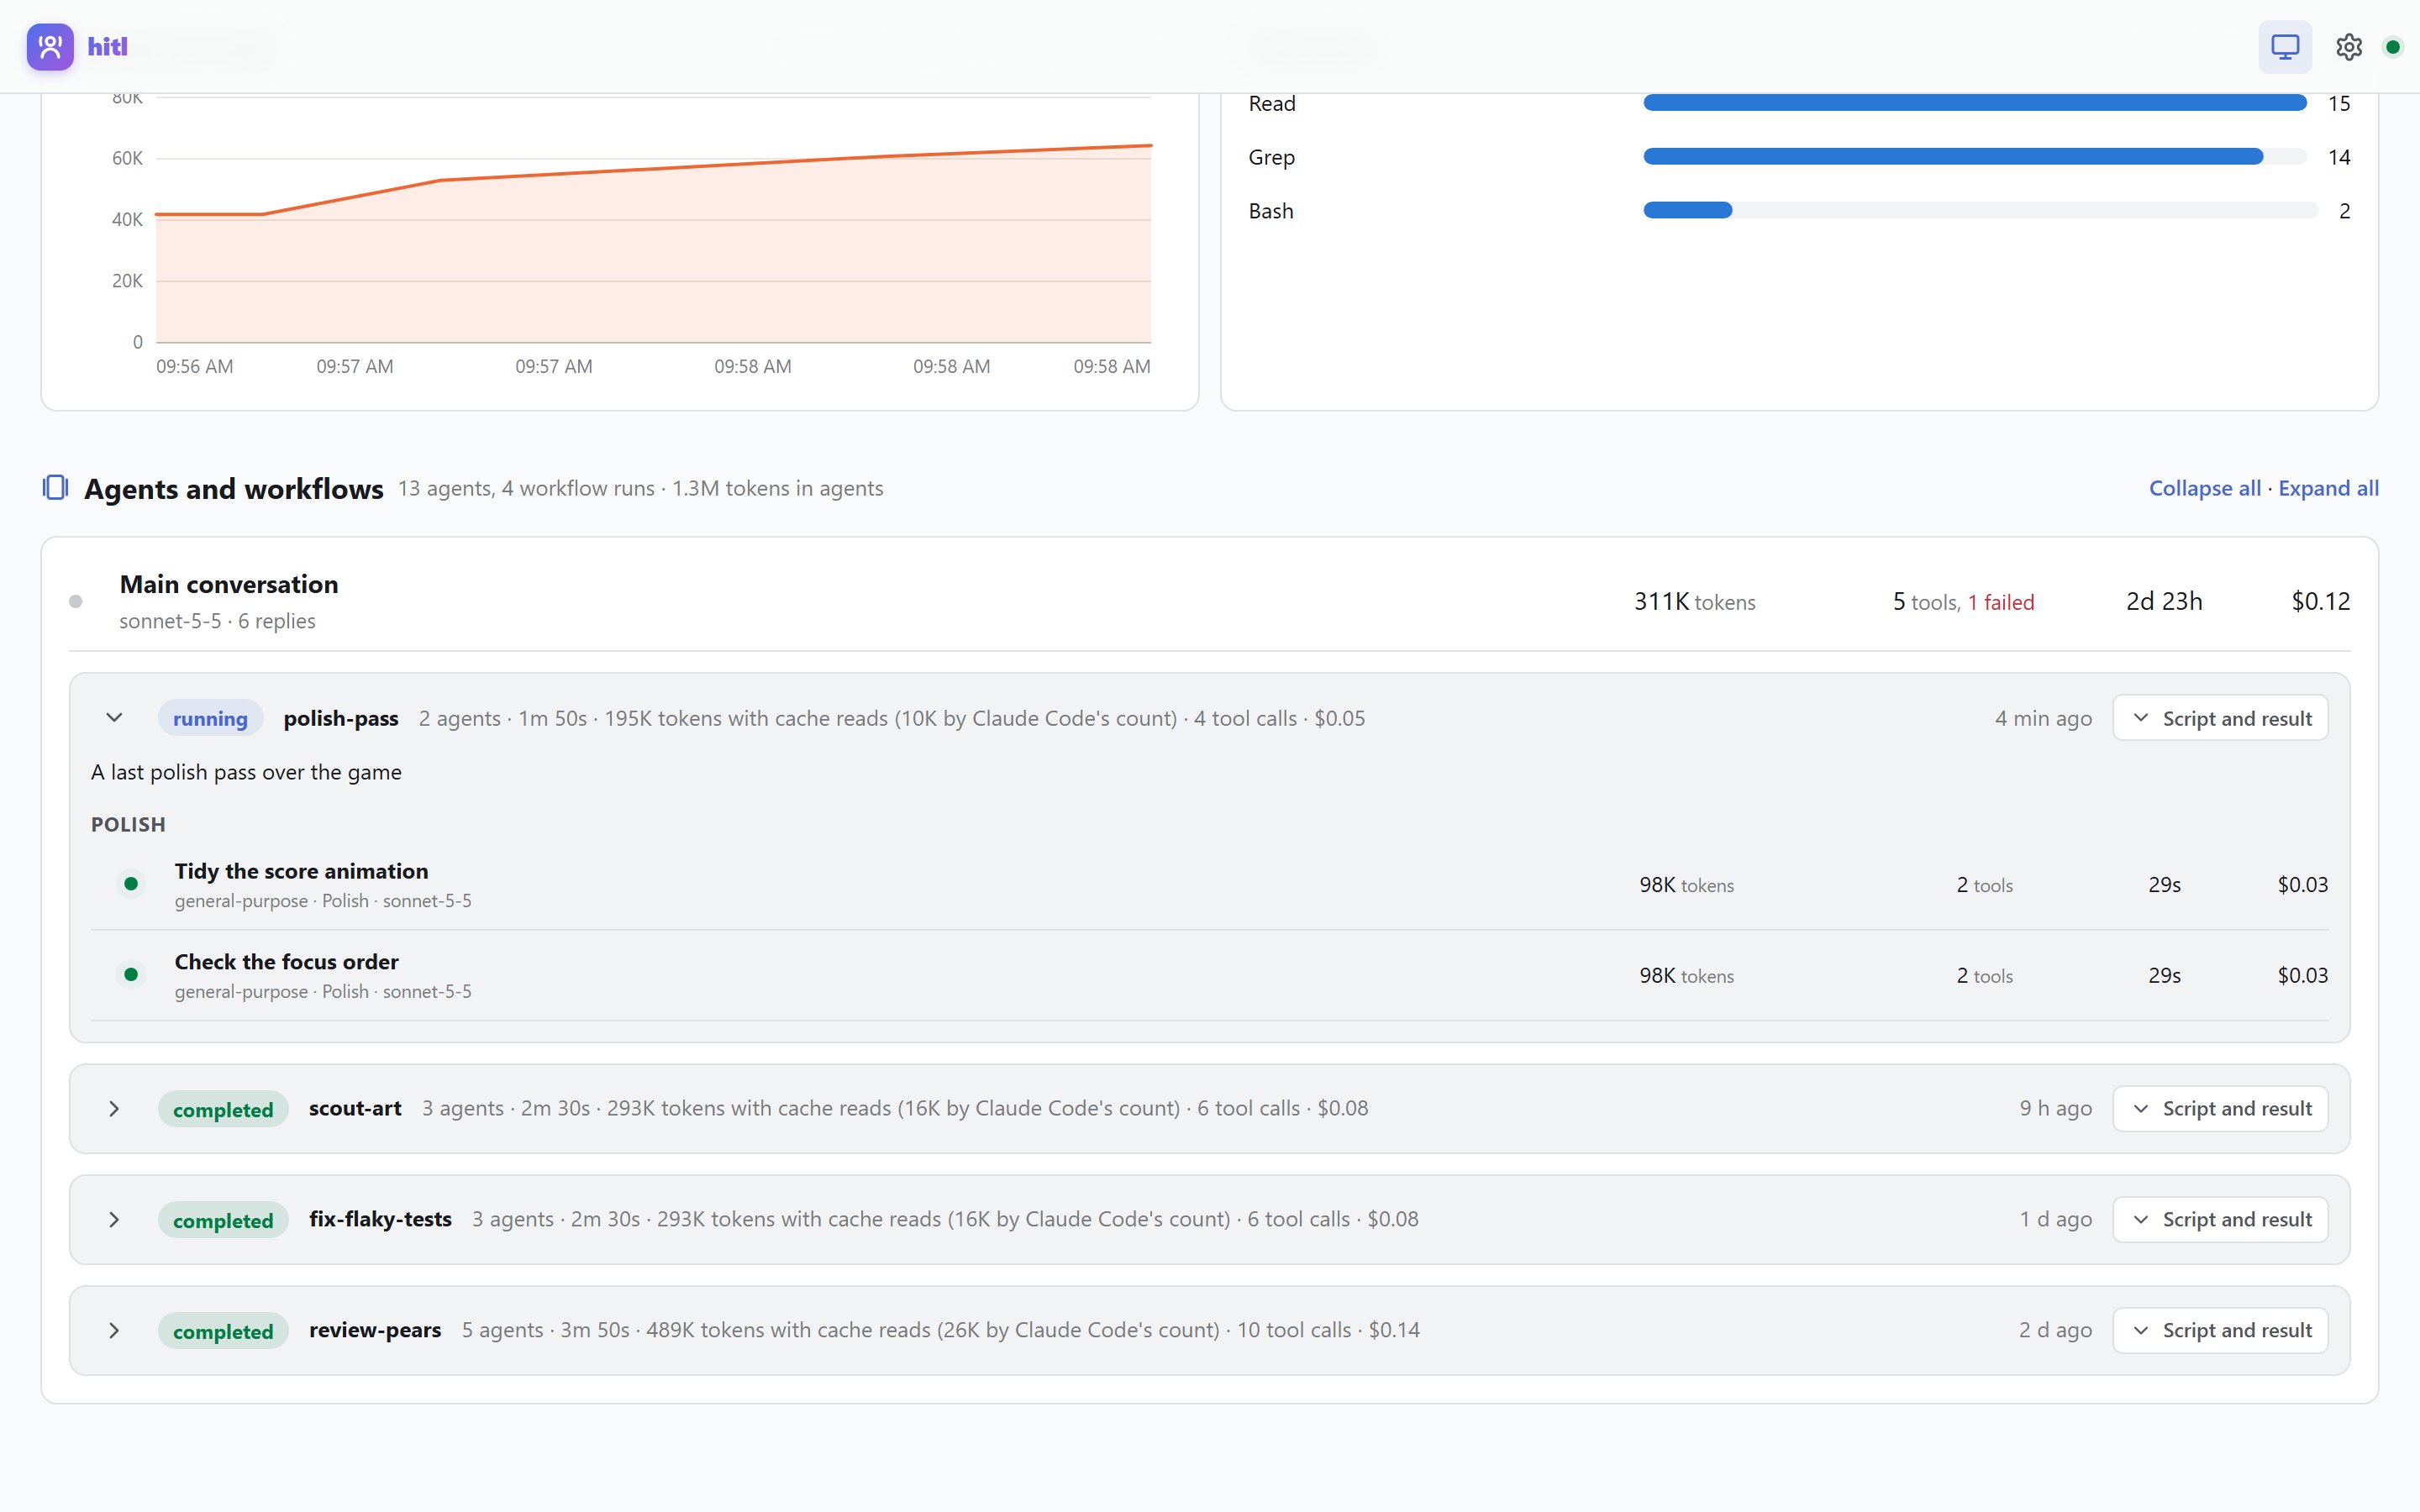 hitl
80K
60K
40K
20K
0
09:56 AM 09:57 AM 09:57 AM 09:58 AM 09:58 AM 09:58 AM
Read 15
Grep 14
Bash 2
Agents and workflows 13 agents, 4 workflow runs · 1.3M tokens in agents Collapse all · Expand all
Main conversation
sonnet-5-5 · 6 replies
311K tokens 5 tools, 1 failed 2d 23h $0.12
running polish-pass 2 agents · 1m 50s · 195K tokens with cache reads (10K by Claude Code's count) · 4 tool calls · $0.05 4 min ago Script and result
A last polish pass over the game
POLISH
Tidy the score animation
general-purpose · Polish · sonnet-5-5
98K tokens 2 tools 29s $0.03
Check the focus order
general-purpose · Polish · sonnet-5-5
98K tokens 2 tools 29s $0.03
completed scout-art 3 agents · 2m 30s · 293K tokens with cache reads (16K by Claude Code's count) · 6 tool calls · $0.08 9 h ago Script and result
completed fix-flaky-tests 3 agents · 2m 30s · 293K tokens with cache reads (16K by Claude Code's count) · 6 tool calls · $0.08 1 d ago Script and result
completed review-pears 5 agents · 3m 50s · 489K tokens with cache reads (26K by Claude Code's count) · 10 tool calls · $0.14 2 d ago Script and result